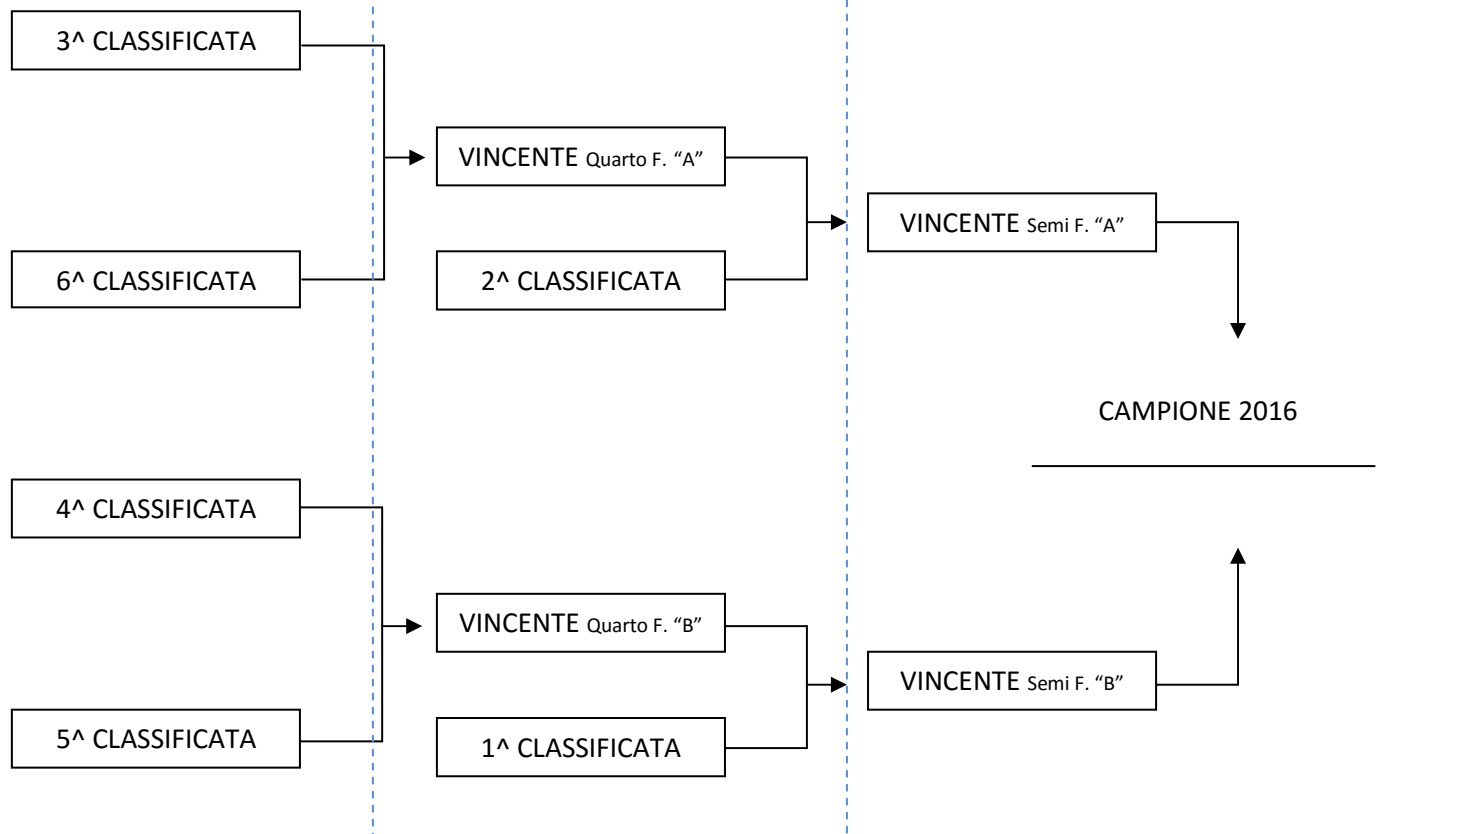 3^ CLASSIFICATA
VINCENTE Quarto F. “A”
VINCENTE Semi F. “A”
6^ CLASSIFICATA
2^ CLASSIFICATA
CAMPIONE 2016
4^ CLASSIFICATA
VINCENTE Quarto F. “B”
VINCENTE Semi F. “B”
5^ CLASSIFICATA
1^ CLASSIFICATA